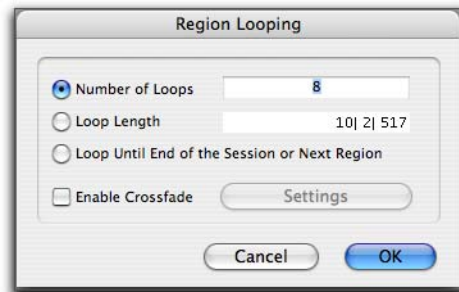 Region Looping
Number of Loops 8
Loop Length 10| 2| 517
Loop Until End of the Session or Next Region
Enable Crossfade Settings
Cancel OK